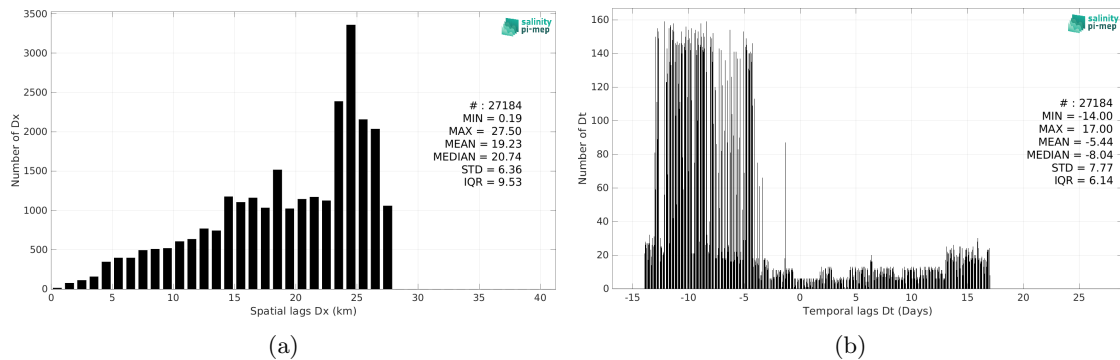 3500
3000
2500
2000
1500
1000
500
0
Number of Dx
0 5 10 15 20 25 30 35 40
Spatial lags Dx (km)
salinity
pi-mep
# : 27184
MIN = 0.19
MAX = 27.50
MEAN = 19.23
MEDIAN = 20.74
STD = 6.36
IQR = 9.53
(a)
160
140
120
100
80
60
40
20
0
Number of Dt
-15 -10 -5 0 5 10 15 20 25
Temporal lags Dt (Days)
salinity
pi-mep
# : 27184
MIN = -14.00
MAX = 17.00
MEAN = -5.44
MEDIAN = -8.04
STD = 7.77
IQR = 6.14
(b)